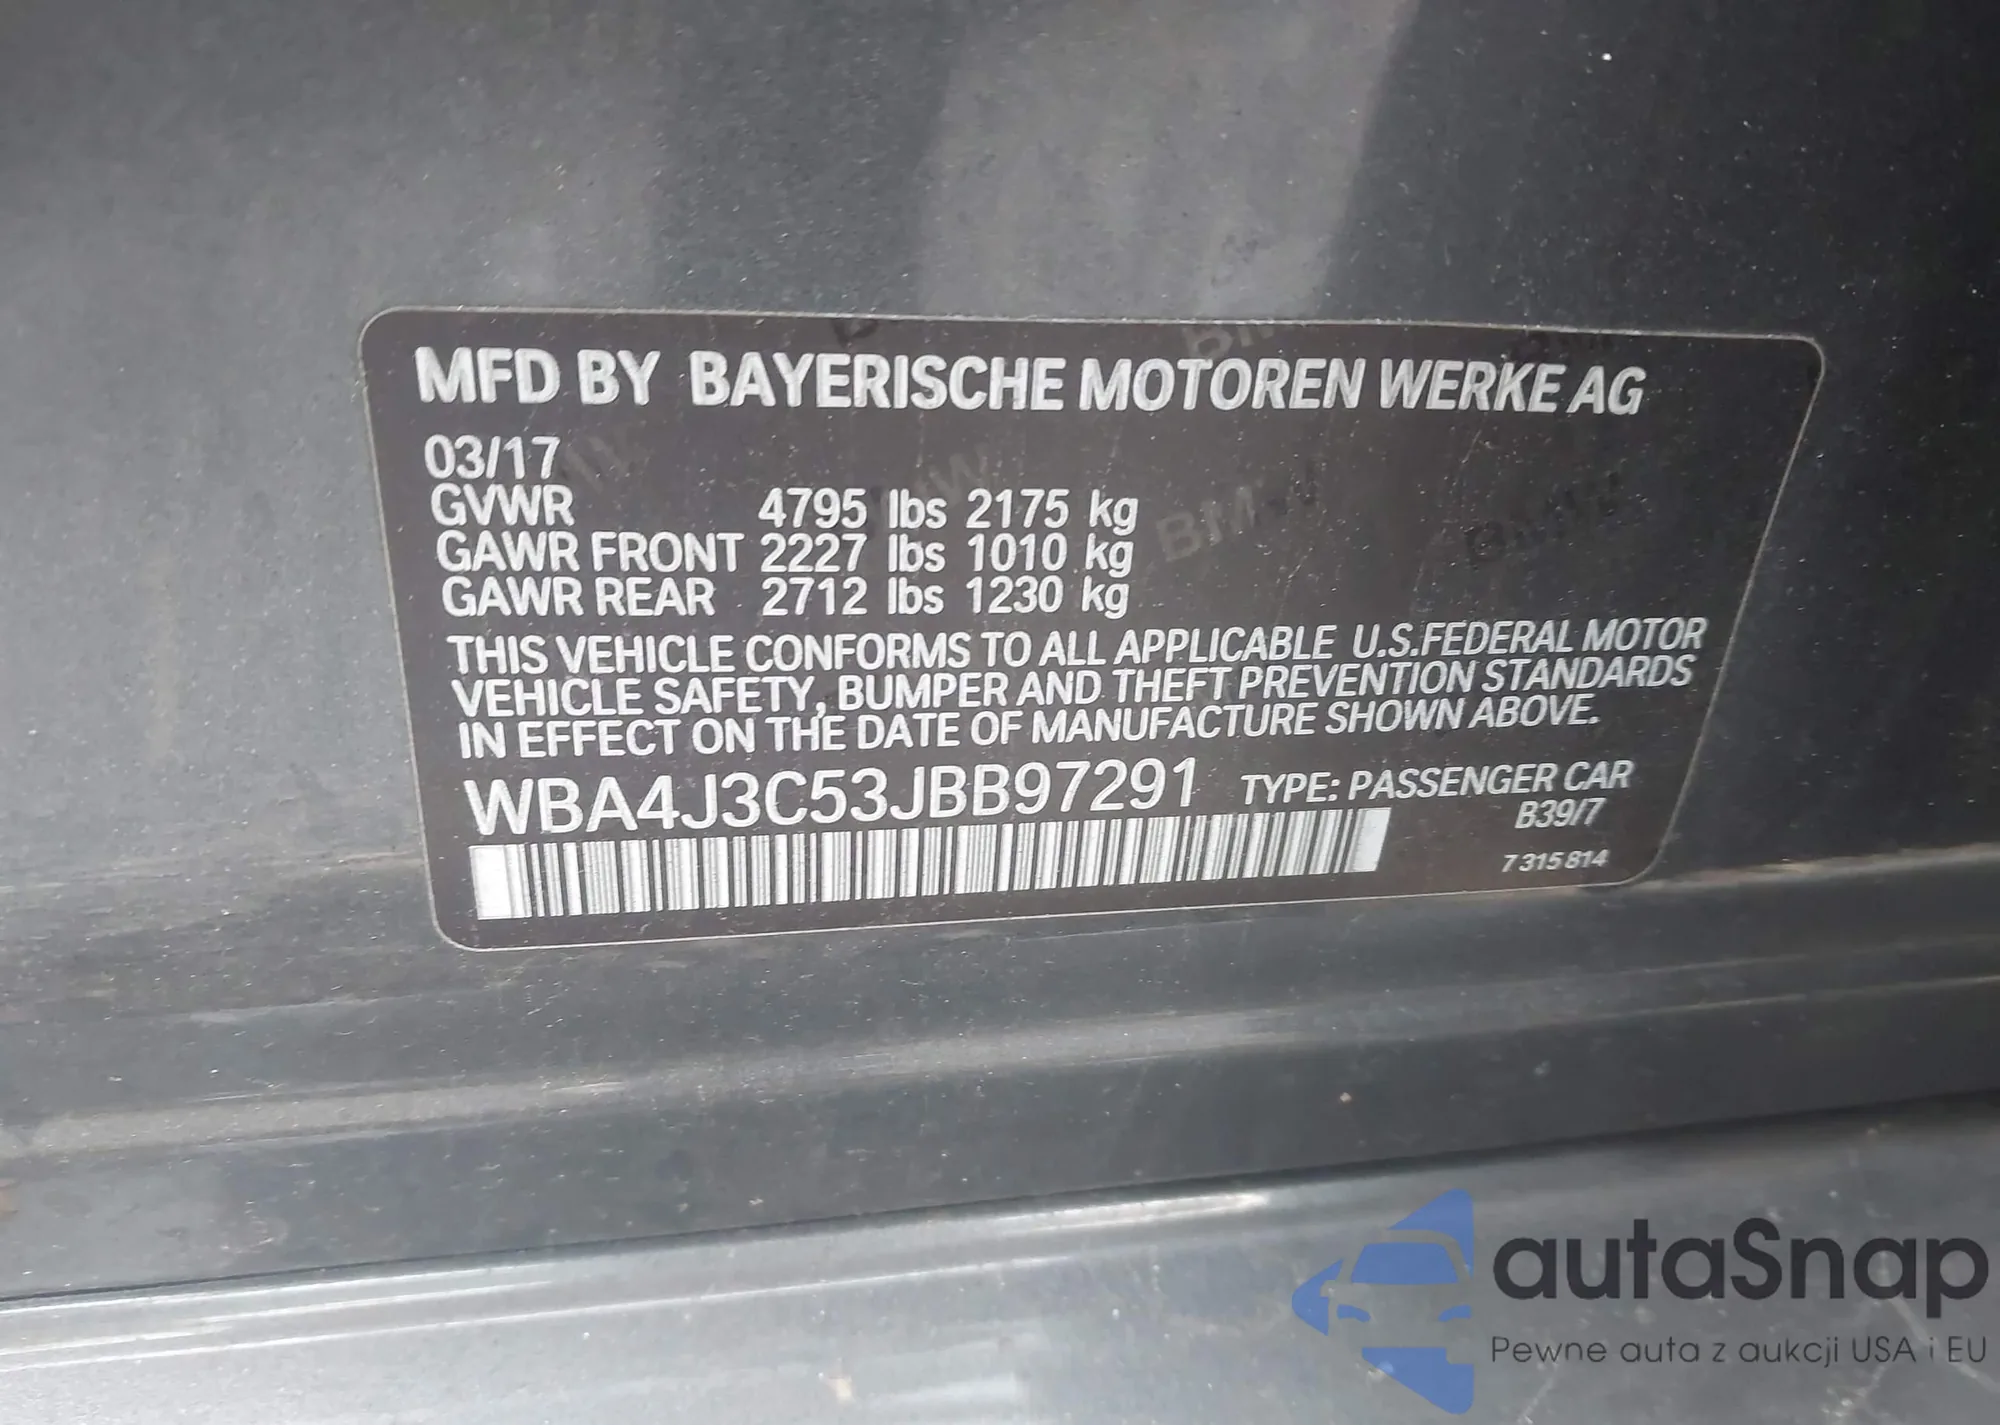 MFD BY BAYERISCHE MOTOREN WERKE AG
03/17
GVWR 4795 lbs 2175 kg
GAWR FRONT 2227 lbs 1010 kg
GAWR REAR 2712 lbs 1230 kg
THIS VEHICLE CONFORMS TO ALL APPLICABLE U.S.FEDERAL MOTOR
VEHICLE SAFETY, BUMPER AND THEFT PREVENTION STANDARDS
IN EFFECT ON THE DATE OF MANUFACTURE SHOWN ABOVE.
WBA4J3C53JBB97291 TYPE: PASSENGER CAR
B39/7
7 315 814
autaSnap
Pewne auta z aukcji USA i EU